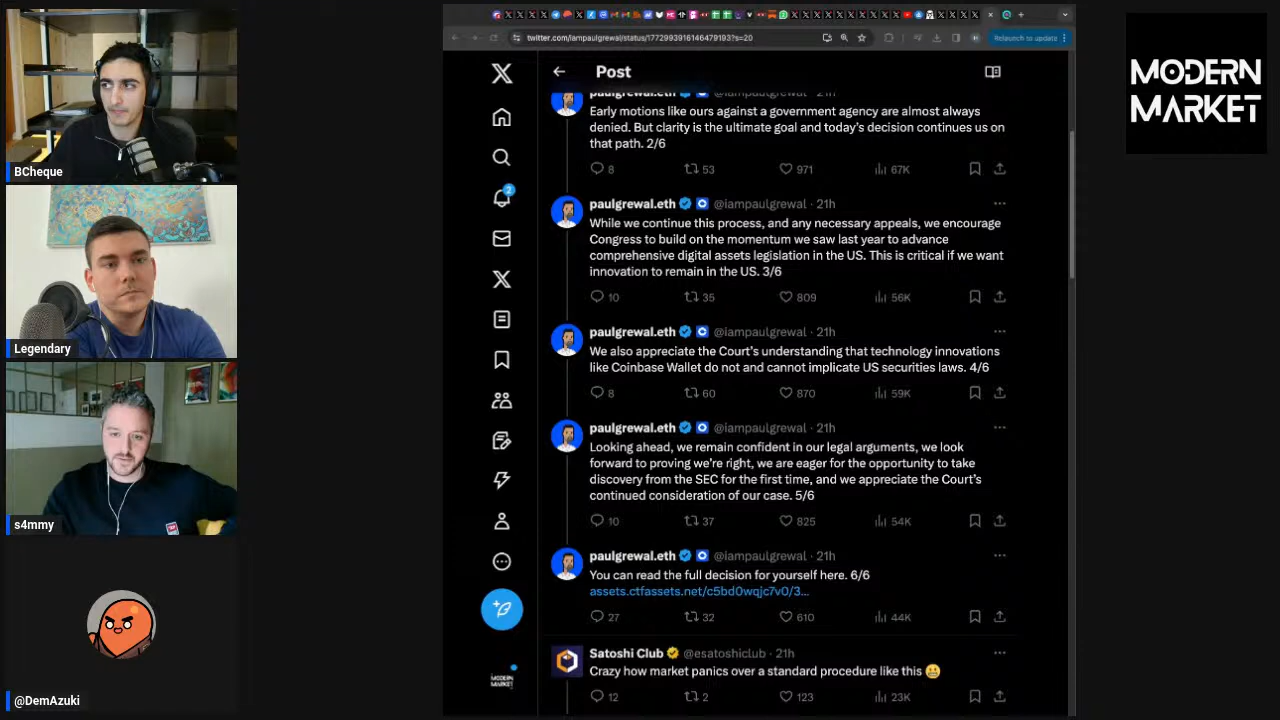 BCheque
Legendary
s4mmy
@DemAzuki
twitter.com/iampaulgrewal/status/1772993916146479193?s=20
Relaunch to update
Post
2
paulgrewal.eth @iampaulgrewal · 21h
Early motions like ours against a government agency are almost always
denied. But clarity is the ultimate goal and today's decision continues us on
that path. 2/6
8 53 971 67K
paulgrewal.eth @iampaulgrewal · 21h
While we continue this process, and any necessary appeals, we encourage
Congress to build on the momentum we saw last year to advance
comprehensive digital assets legislation in the US. This is critical if we want
innovation to remain in the US. 3/6
10 35 809 56K
paulgrewal.eth @iampaulgrewal · 21h
We also appreciate the Court's understanding that technology innovations
like Coinbase Wallet do not and cannot implicate US securities laws. 4/6
8 60 870 59K
paulgrewal.eth @iampaulgrewal · 21h
Looking ahead, we remain confident in our legal arguments, we look
forward to proving we're right, we are eager for the opportunity to take
discovery from the SEC for the first time, and we appreciate the Court's
continued consideration of our case. 5/6
10 37 825 54K
paulgrewal.eth @iampaulgrewal · 21h
You can read the full decision for yourself here. 6/6
assets.ctfassets.net/c5bd0wqjc7v0/3...
27 32 610 44K
Satoshi Club @esatoshiclub · 21h
Crazy how market panics over a standard procedure like this
12 2 123 23K
MODERN
MARKET
MODERN
MARKET